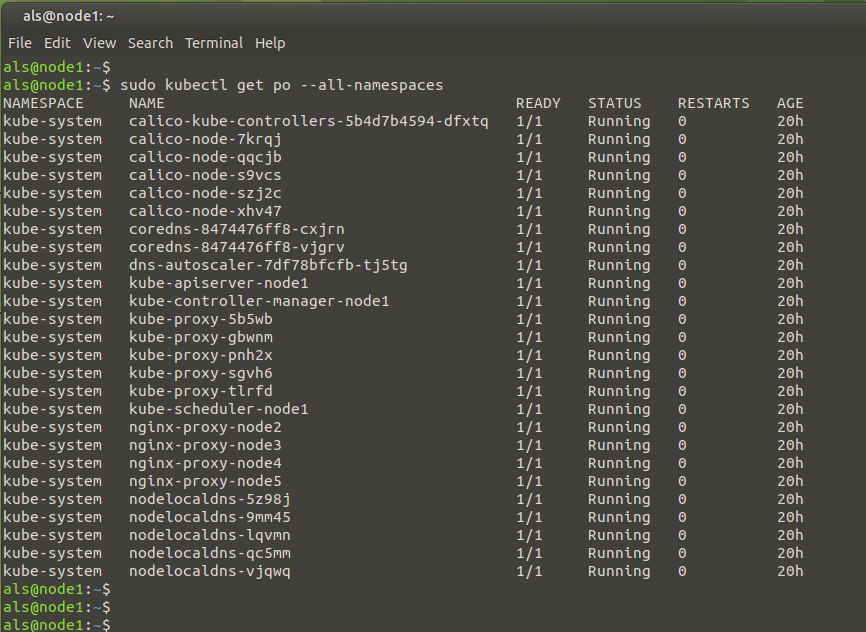 als@node1: ~
File Edit View Search Terminal Help
als@node1:~$
als@node1:~$ sudo kubectl get po --all-namespaces
NAMESPACE NAME READY STATUS RESTARTS AGE
kube-system calico-kube-controllers-5b4d7b4594-dfxtq 1/1 Running 0 20h
kube-system calico-node-7krqj 1/1 Running 0 20h
kube-system calico-node-qqcjb 1/1 Running 0 20h
kube-system calico-node-s9vcs 1/1 Running 0 20h
kube-system calico-node-szj2c 1/1 Running 0 20h
kube-system calico-node-xhv47 1/1 Running 0 20h
kube-system coredns-8474476ff8-cxjrn 1/1 Running 0 20h
kube-system coredns-8474476ff8-vjgrv 1/1 Running 0 20h
kube-system dns-autoscaler-7df78bfcfb-tj5tg 1/1 Running 0 20h
kube-system kube-apiserver-node1 1/1 Running 0 20h
kube-system kube-controller-manager-node1 1/1 Running 0 20h
kube-system kube-proxy-5b5wb 1/1 Running 0 20h
kube-system kube-proxy-gbwnm 1/1 Running 0 20h
kube-system kube-proxy-pnh2x 1/1 Running 0 20h
kube-system kube-proxy-sgvh6 1/1 Running 0 20h
kube-system kube-proxy-tlrfd 1/1 Running 0 20h
kube-system kube-scheduler-node1 1/1 Running 0 20h
kube-system nginx-proxy-node2 1/1 Running 0 20h
kube-system nginx-proxy-node3 1/1 Running 0 20h
kube-system nginx-proxy-node4 1/1 Running 0 20h
kube-system nginx-proxy-node5 1/1 Running 0 20h
kube-system nodelocaldns-5z98j 1/1 Running 0 20h
kube-system nodelocaldns-9mm45 1/1 Running 0 20h
kube-system nodelocaldns-lqvmn 1/1 Running 0 20h
kube-system nodelocaldns-qc5mm 1/1 Running 0 20h
kube-system nodelocaldns-vjqwq 1/1 Running 0 20h
als@node1:~$
als@node1:~$
als@node1:~$